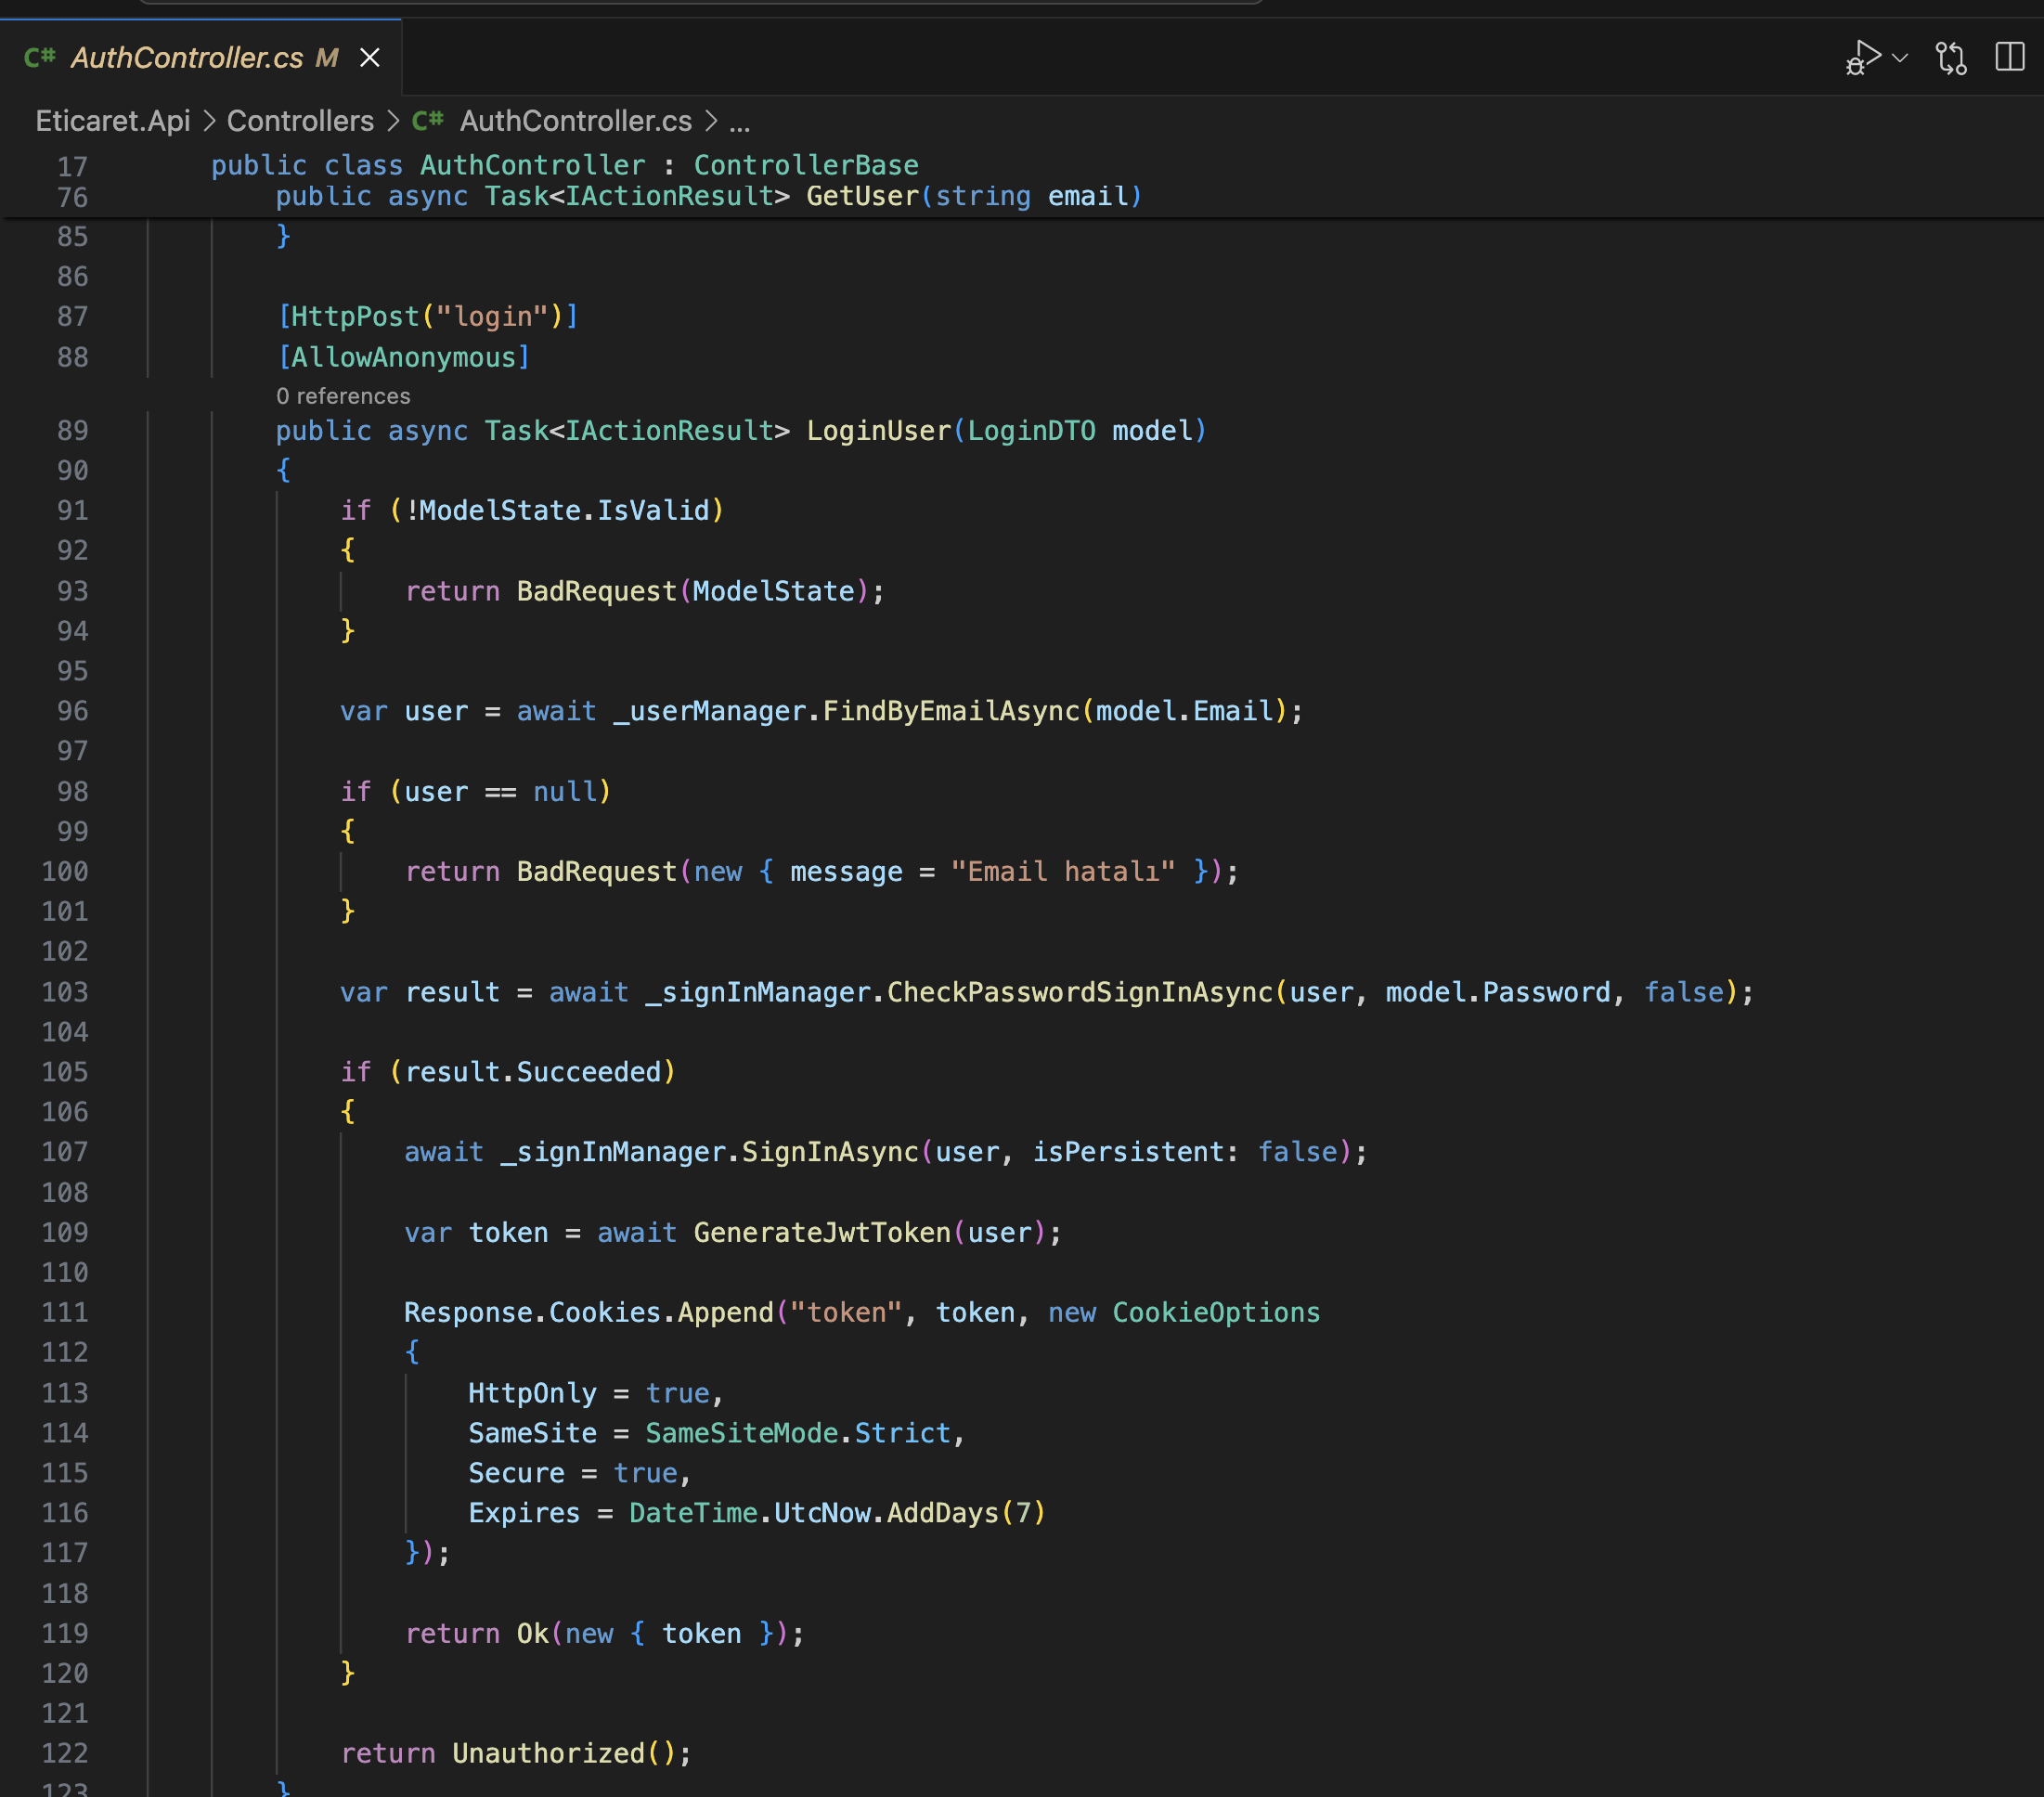 C# AuthController.cs M
Eticaret.Api > Controllers > C# AuthController.cs > ...
17 public class AuthController : ControllerBase
76 public async Task<IActionResult> GetUser(string email)
85 }
86
87 [HttpPost("login")]
88 [AllowAnonymous]
0 references
89 public async Task<IActionResult> LoginUser(LoginDTO model)
90 {
91 if (!ModelState.IsValid)
92 {
93 return BadRequest(ModelState);
94 }
95
96 var user = await _userManager.FindByEmailAsync(model.Email);
97
98 if (user == null)
99 {
100 return BadRequest(new { message = "Email hatalı" });
101 }
102
103 var result = await _signInManager.CheckPasswordSignInAsync(user, model.Password, false);
104
105 if (result.Succeeded)
106 {
107 await _signInManager.SignInAsync(user, isPersistent: false);
108
109 var token = await GenerateJwtToken(user);
110
111 Response.Cookies.Append("token", token, new CookieOptions
112 {
113 HttpOnly = true,
114 SameSite = SameSiteMode.Strict,
115 Secure = true,
116 Expires = DateTime.UtcNow.AddDays(7)
117 });
118
119 return Ok(new { token });
120 }
121
122 return Unauthorized();
123 }